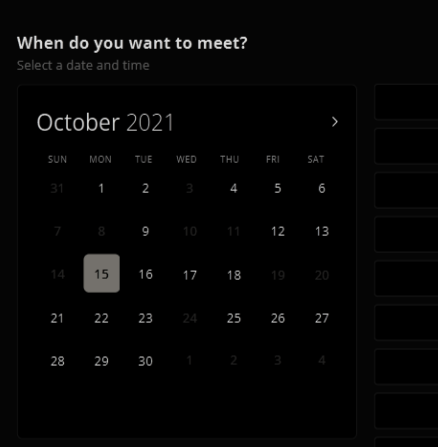 When do you want to meet?
Select a date and time
October 2021
SUN MON TUE WED THU FRI SAT
31 1 2 3 4 5 6
7 8 9 10 11 12 13
14 15 16 17 18 19 20
21 22 23 24 25 26 27
28 29 30 1 2 3 4